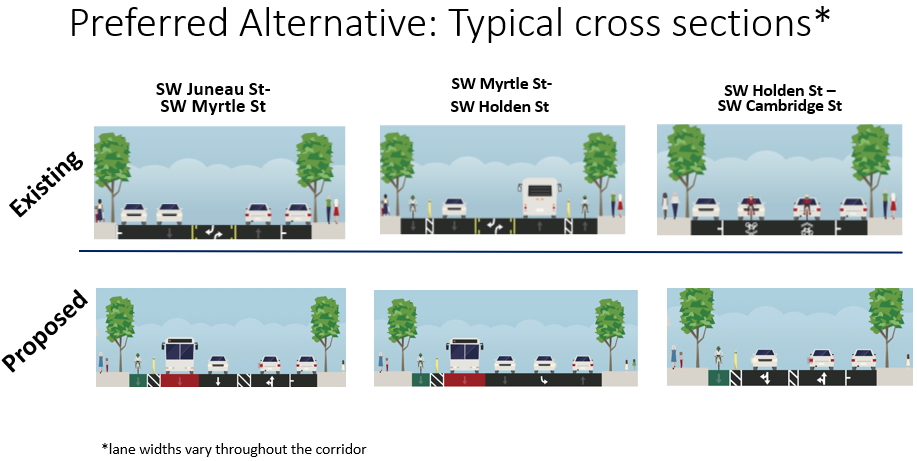 Preferred Alternative: Typical cross sections*
SW Juneau St-
SW Myrtle St
SW Myrtle St-
SW Holden St
SW Holden St –
SW Cambridge St
Existing
Proposed
*lane widths vary throughout the corridor